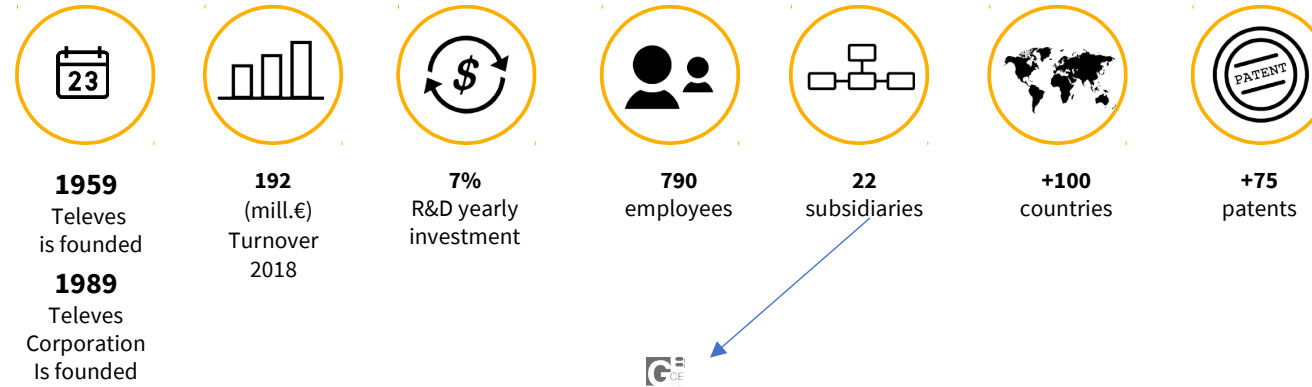 23
$
PATENT
1959
Televes
is founded
1989
Televes
Corporation
Is founded
192
(mill.€)
Turnover
2018
7%
R&D yearly
investment
790
employees
22
subsidiaries
+100
countries
+75
patents
G
CE